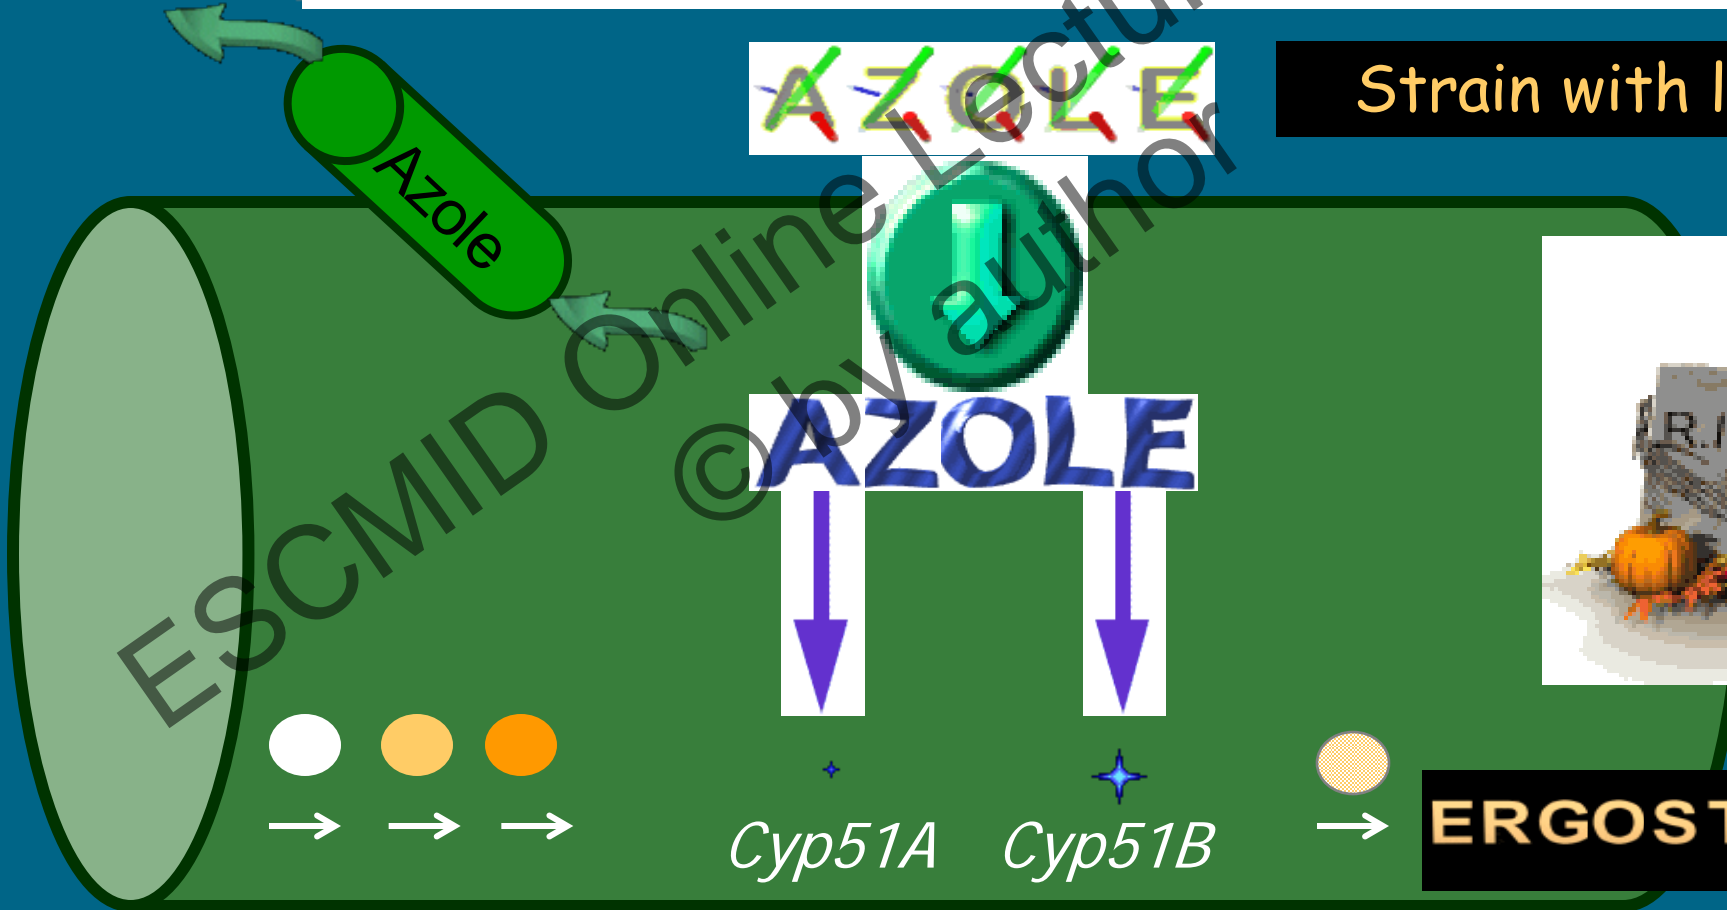 AZOLE
Strain with
Azole
AZOLE
R.I
Cyp51A Cyp51B
ERGOST
ESCMID Online Lectur
© by author